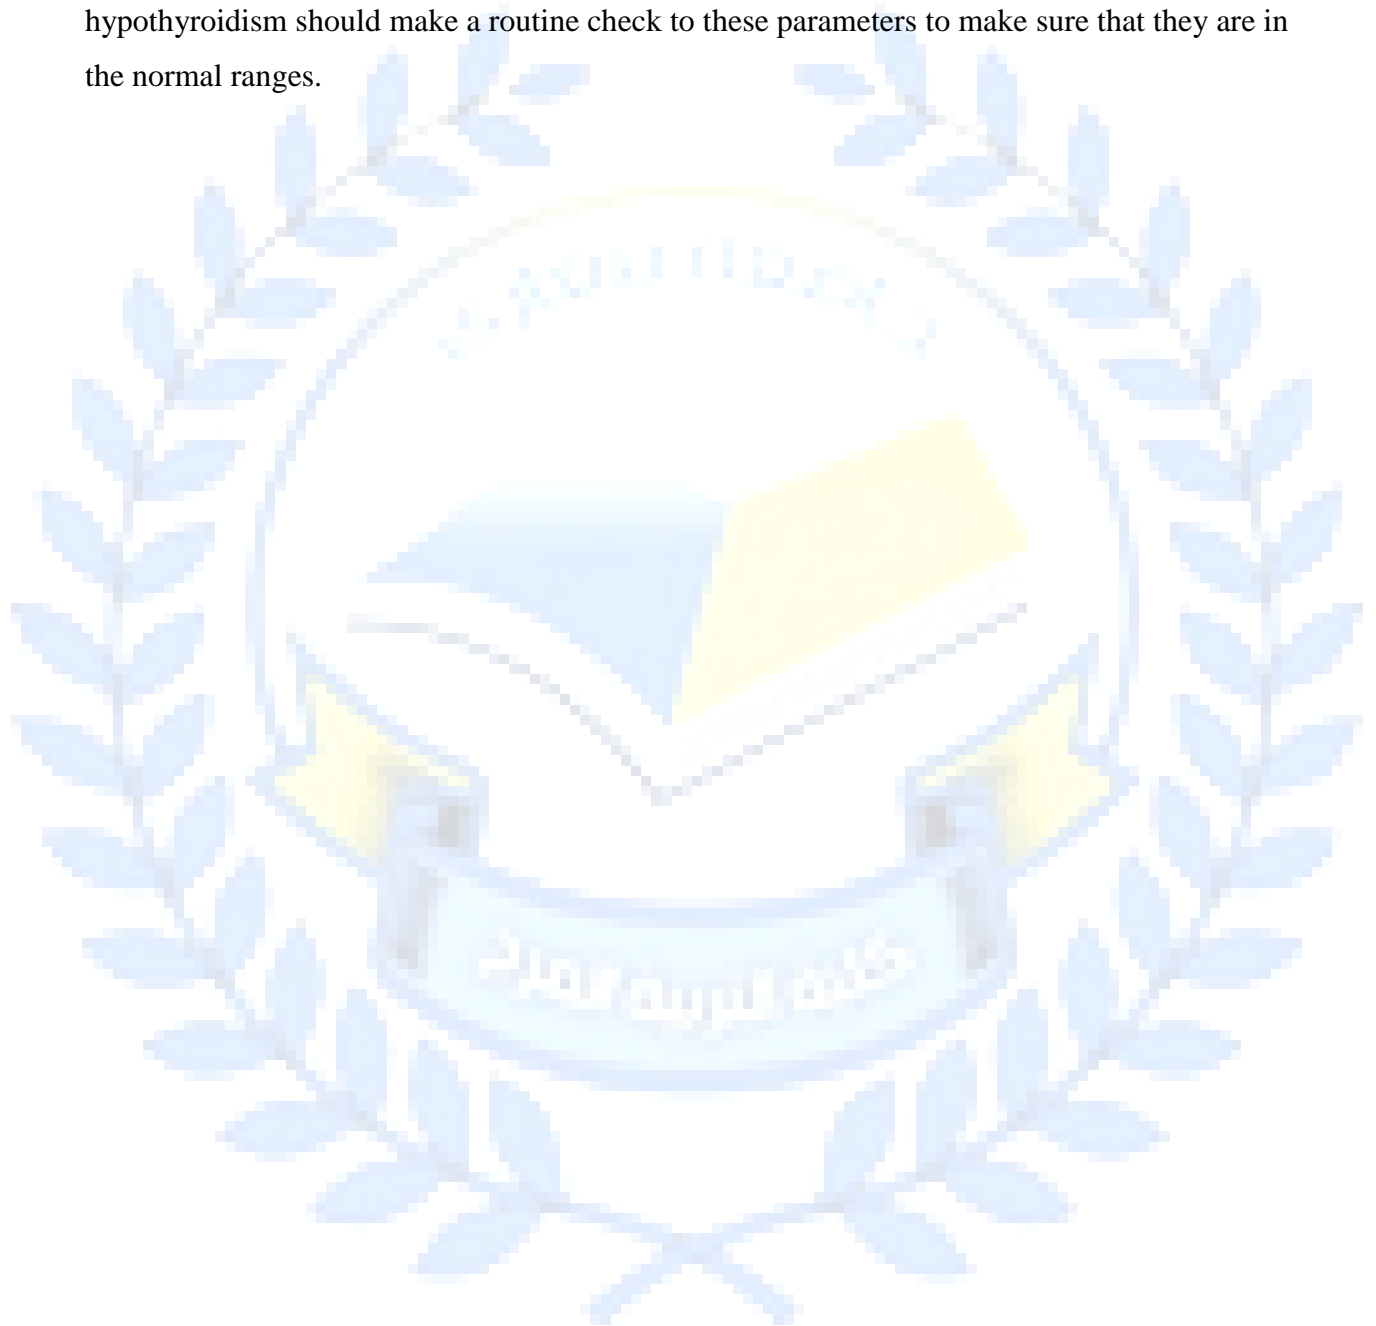 hypothyroidism should make a routine check to these parameters to make sure that they are in
the normal ranges.